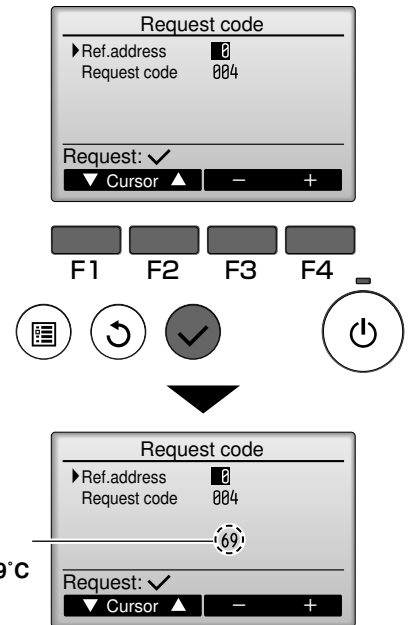 Request code
Ref.address 0
Request code 004
Request: ✓
▼ Cursor ▲ − +
F1 F2 F3 F4
Request code
Ref.address 0
Request code 004
69
9°C
Request: ✓
▼ Cursor ▲ − +